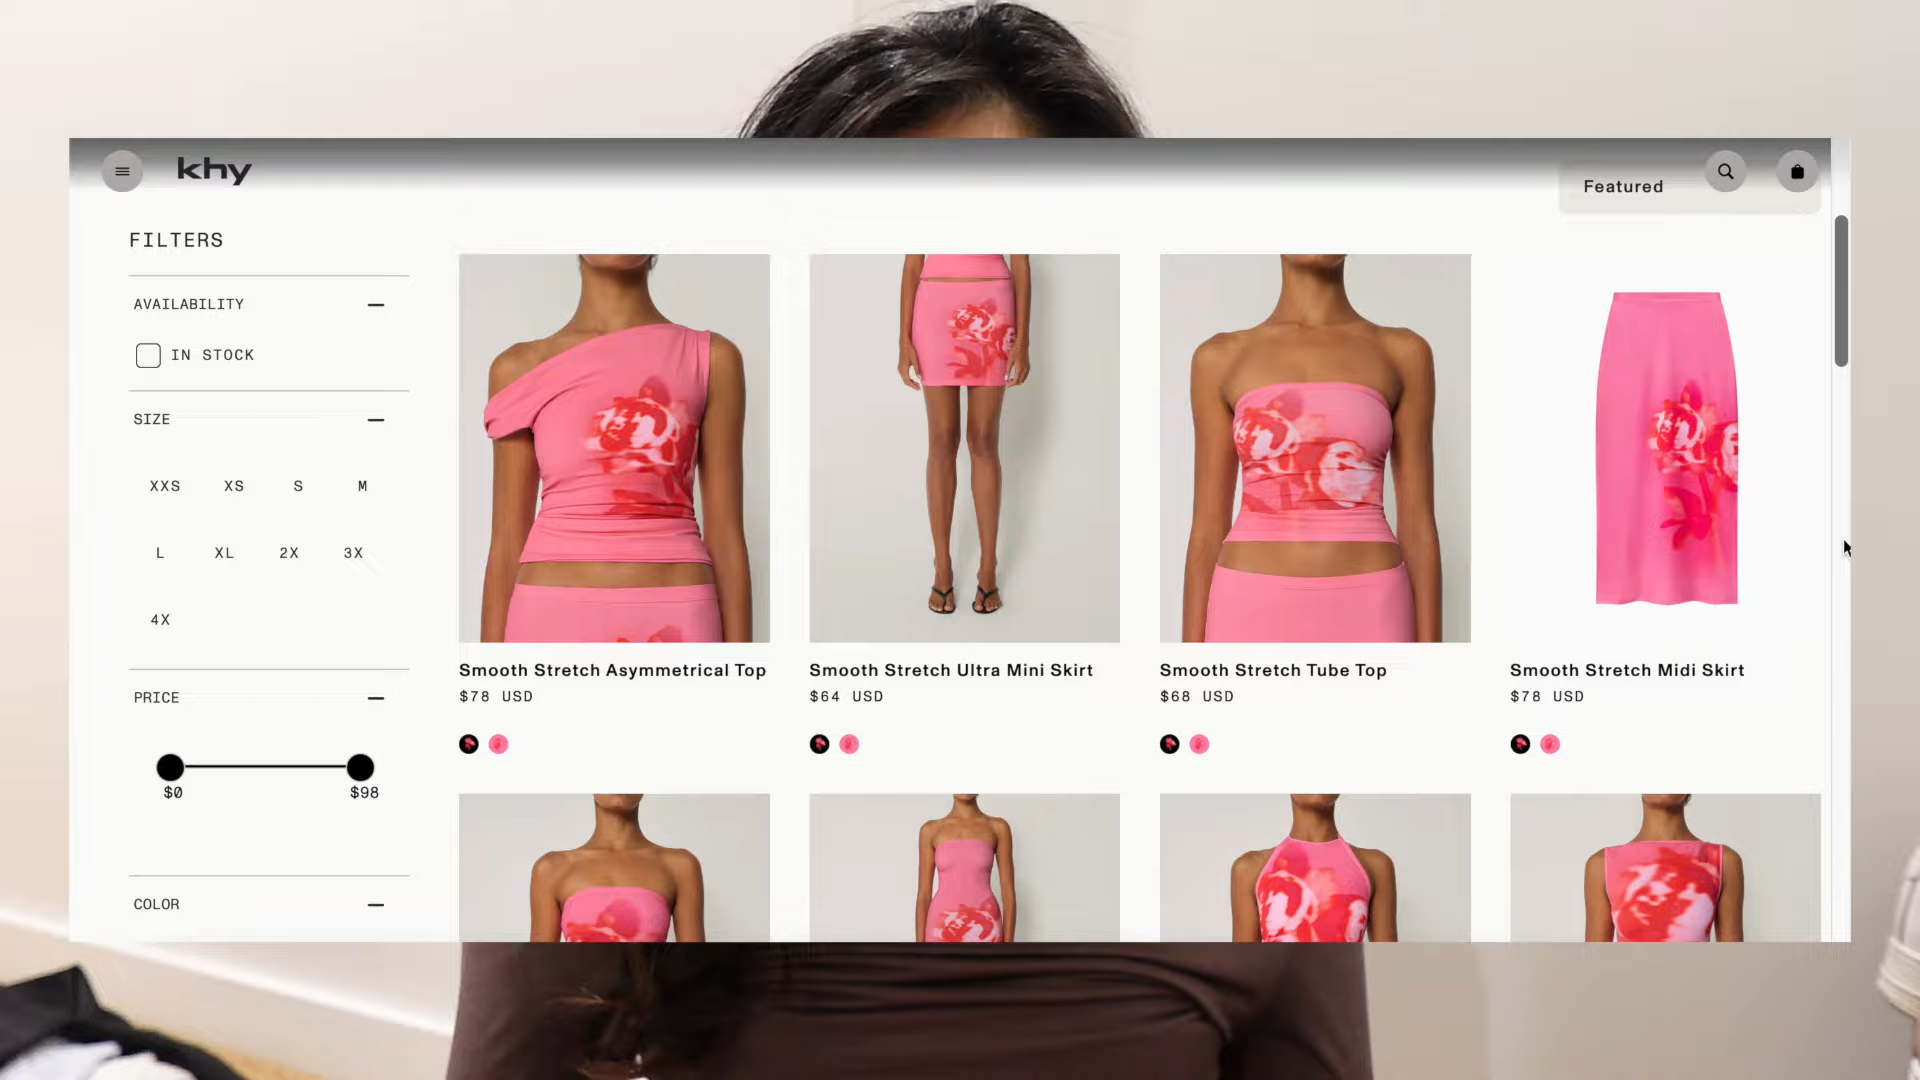 khy
Featured
FILTERS
AVAILABILITY
IN STOCK
SIZE
XXS XS S M
L XL 2X 3X
4X
PRICE
$0 $98
COLOR
Smooth Stretch Asymmetrical Top
$78 USD
Smooth Stretch Ultra Mini Skirt
$64 USD
Smooth Stretch Tube Top
$68 USD
Smooth Stretch Midi Skirt
$78 USD